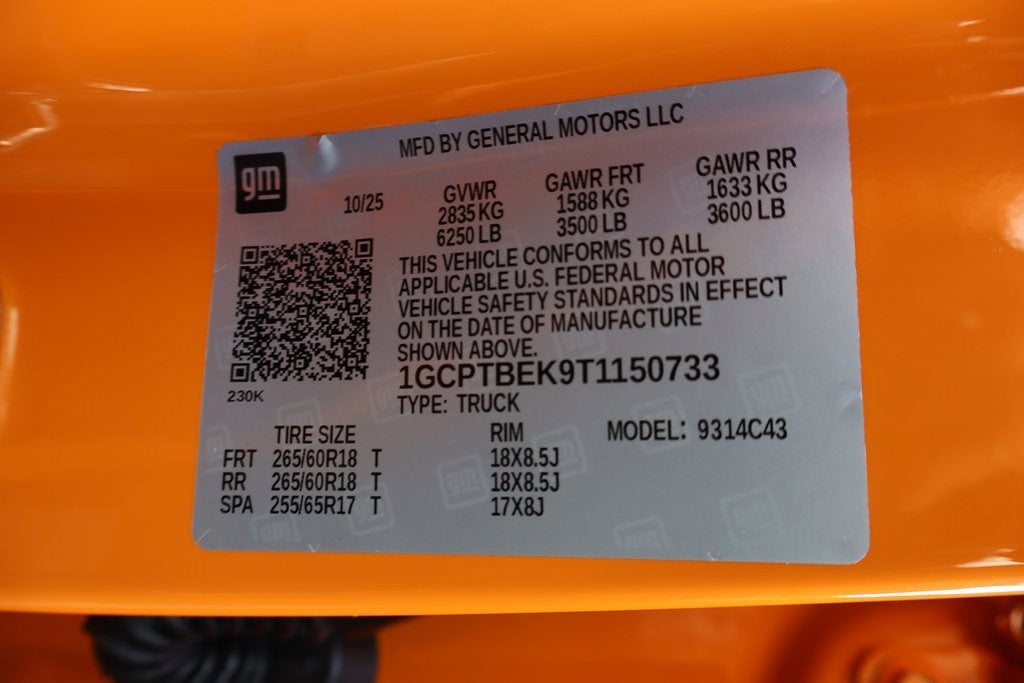 MFD BY GENERAL MOTORS LLC
gm
10/25
GVWR
2835 KG
6250 LB
GAWR FRT
1588 KG
3500 LB
GAWR RR
1633 KG
3600 LB
THIS VEHICLE CONFORMS TO ALL
APPLICABLE U.S. FEDERAL MOTOR
VEHICLE SAFETY STANDARDS IN EFFECT
ON THE DATE OF MANUFACTURE
SHOWN ABOVE.
230K
1GCPTBEK9T1150733
TYPE: TRUCK
TIRE SIZE RIM MODEL: 9314C43
FRT 265/60R18 T 18X8.5J
RR 265/60R18 T 18X8.5J
SPA 255/65R17 T 17X8J